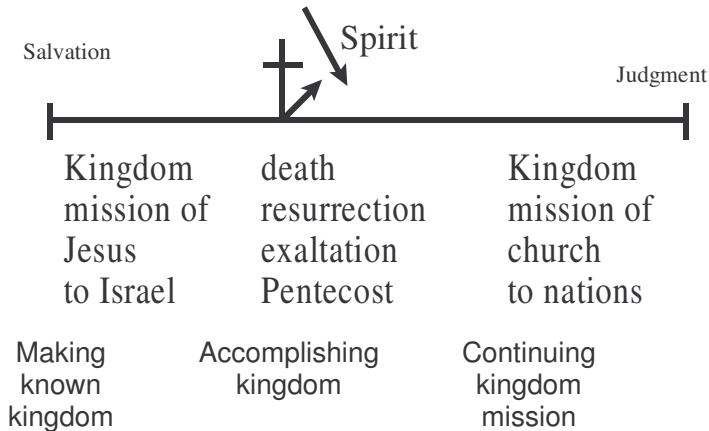 Salvation
Spirit
Judgment
Kingdom
mission of
Jesus
to Israel
death
resurrection
exaltation
Pentecost
Kingdom
mission of
church
to nations
Making
known
kingdom
Accomplishing
kingdom
Continuing
kingdom
mission